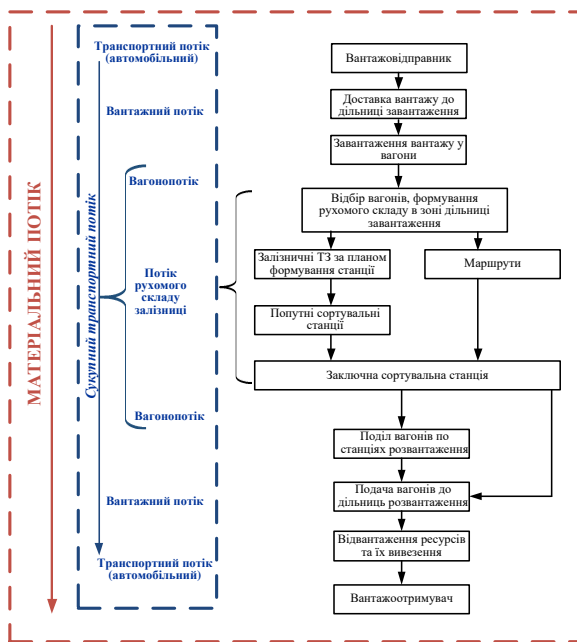 МАТЕРІАЛЬНИЙ ПОТІК
Сукупний транспортний потік
Транспортний потік
(автомобільний)
Вантажний потік
Вагонопотік
Потік
рухомого
складу
залізниці
Вагонопотік
Вантажний потік
Транспортний потік
(автомобільний)
Вантажовідправник
Доставка вантажу до
дільниці завантаження
Завантаження вантажу у
вагони
Відбір вагонів, формування
рухомого складу в зоні дільниці
завантаження
Залізничні ТЗ за планом
формування станції
Маршрути
Попутні сортувальні
станції
Заключна сортувальна станція
Поділ вагонів по
станціях розвантаження
Подача вагонів до
дільниць розвантаження
Відвантаження ресурсів
та їх вивезення
Вантажоотримувач